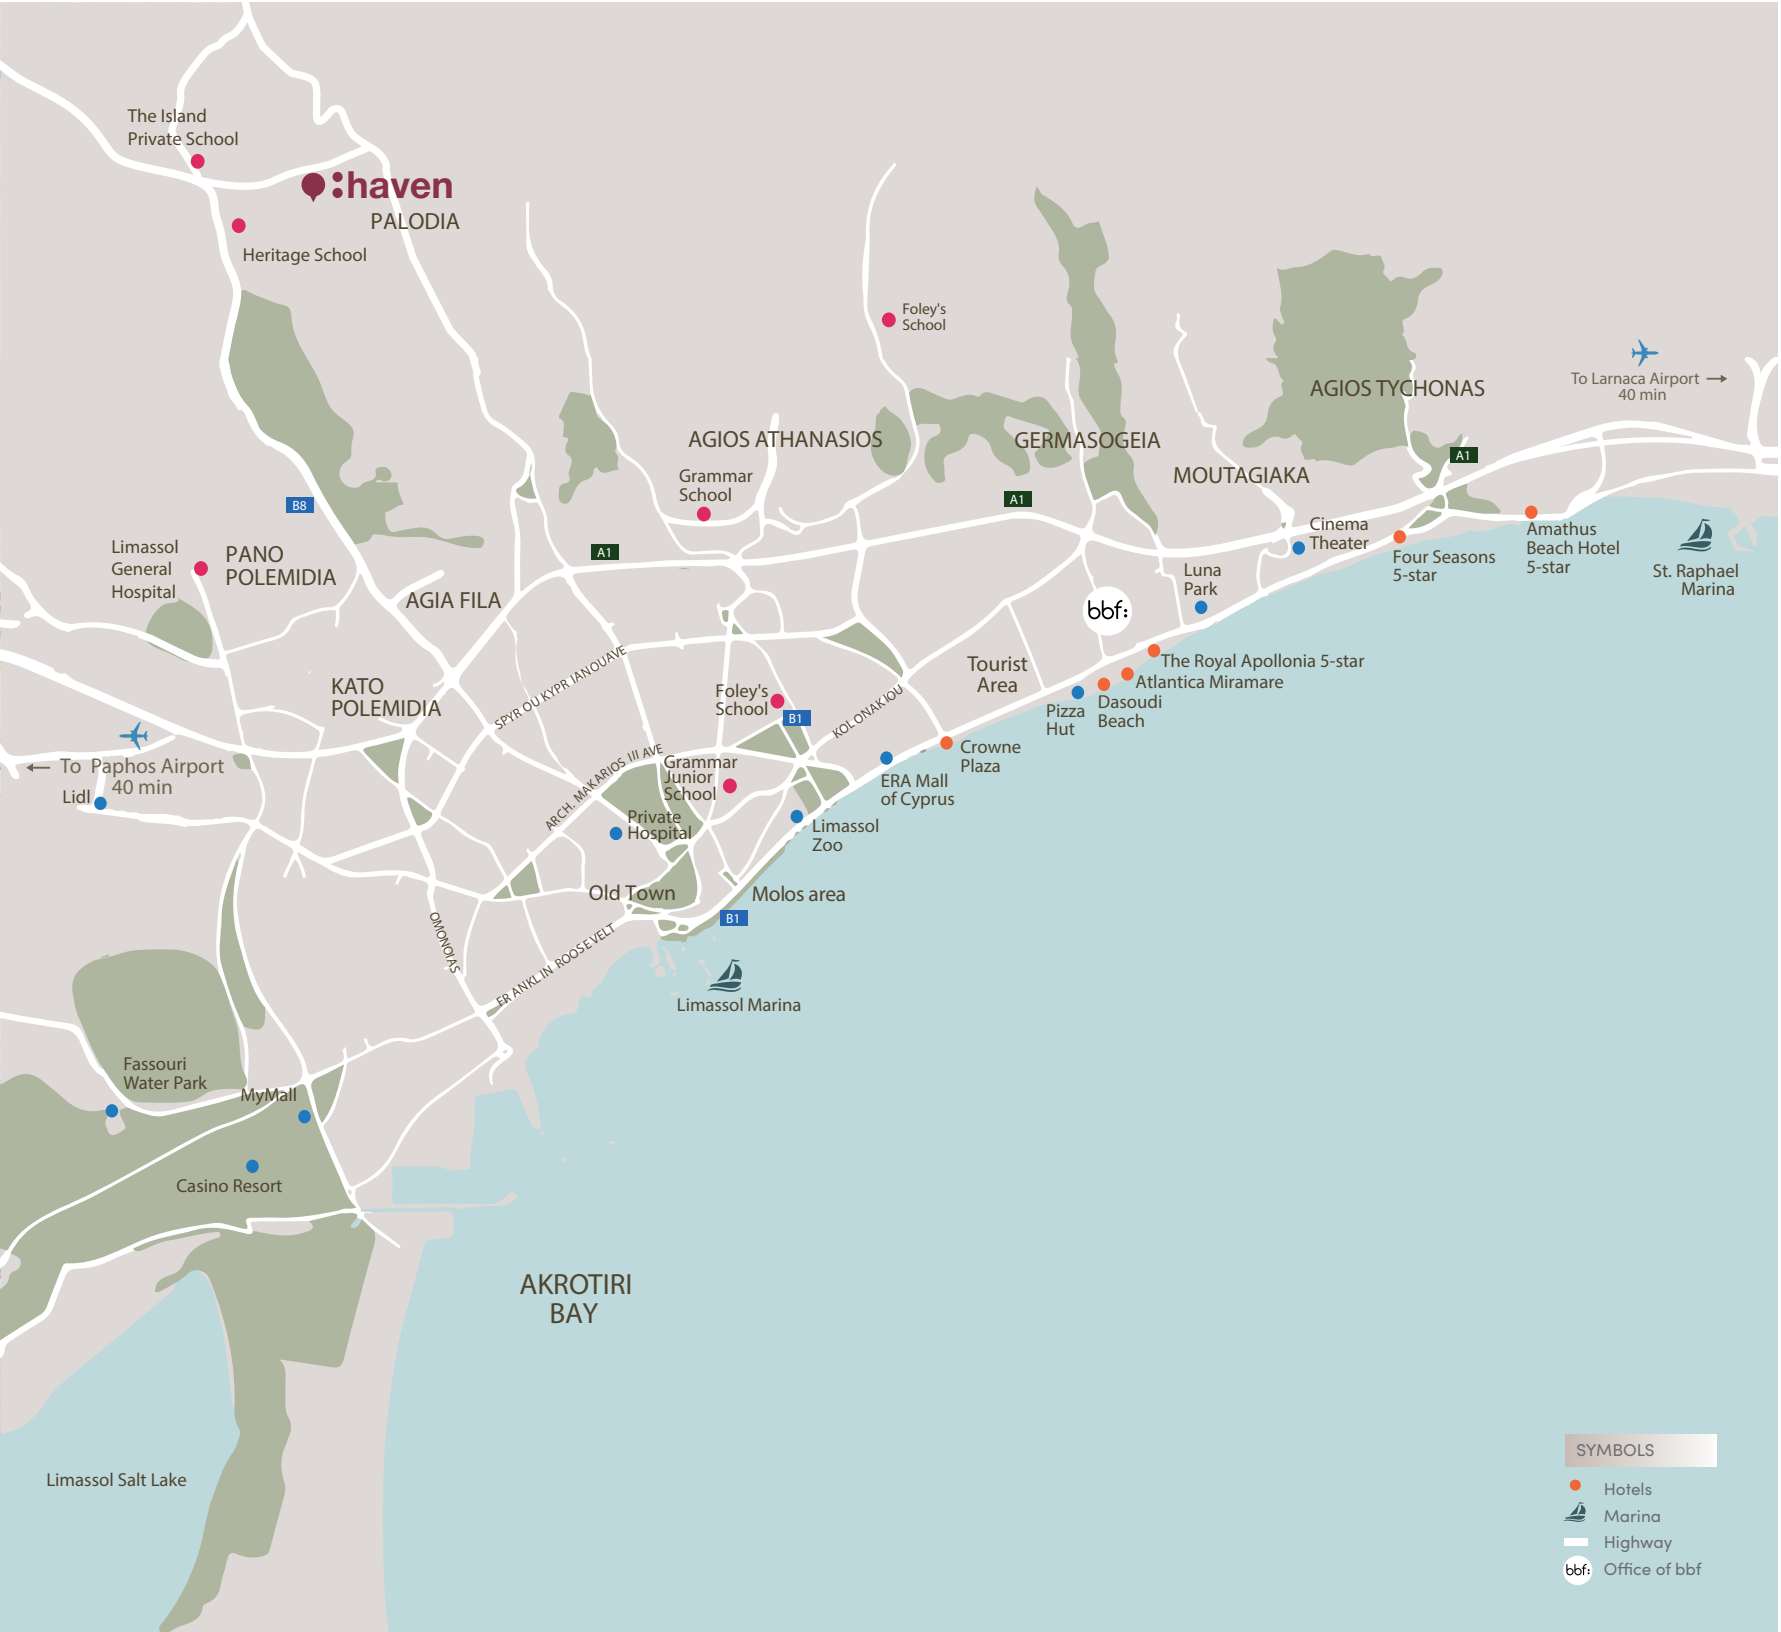 The Island
Private School
:haven
PALODIA
Heritage School
Foley's
School
To Larnaca Airport →
40 min
AGIOS TYCHONAS
AGIOS ATHANASIOS
GERMASOGEIA
MOUTAGIAKA
A1
Grammar
School
A1
B8
Cinema
Theater
Amathus
Beach Hotel
5-star
Four Seasons
5-star
St. Raphael
Marina
Limassol
General
Hospital
PANO
POLEMIDIA
A1
AGIA FILA
Luna
Park
bbf:
SPYR OU KYPR IANOUAVE
Tourist
Area
The Royal Apollonia 5-star
Atlantica Miramare
Dasoudi
Beach
Pizza
Hut
KATO
POLEMIDIA
Foley's
School
B1
KOLONAKIOU
Crowne
Plaza
← To Paphos Airport
40 min
Lidl
ARCH. MAKARIOS III AVE
Grammar
Junior
School
ERA Mall
of Cyprus
Private
Hospital
Limassol
Zoo
Old Town
Molos area
B1
OMONOIAS
FR ANKL IN ROOSEVELT
Limassol Marina
Fassouri
Water Park
MyMall
Casino Resort
AKROTIRI
BAY
Limassol Salt Lake
SYMBOLS
Hotels
Marina
Highway
bbf: Office of bbf